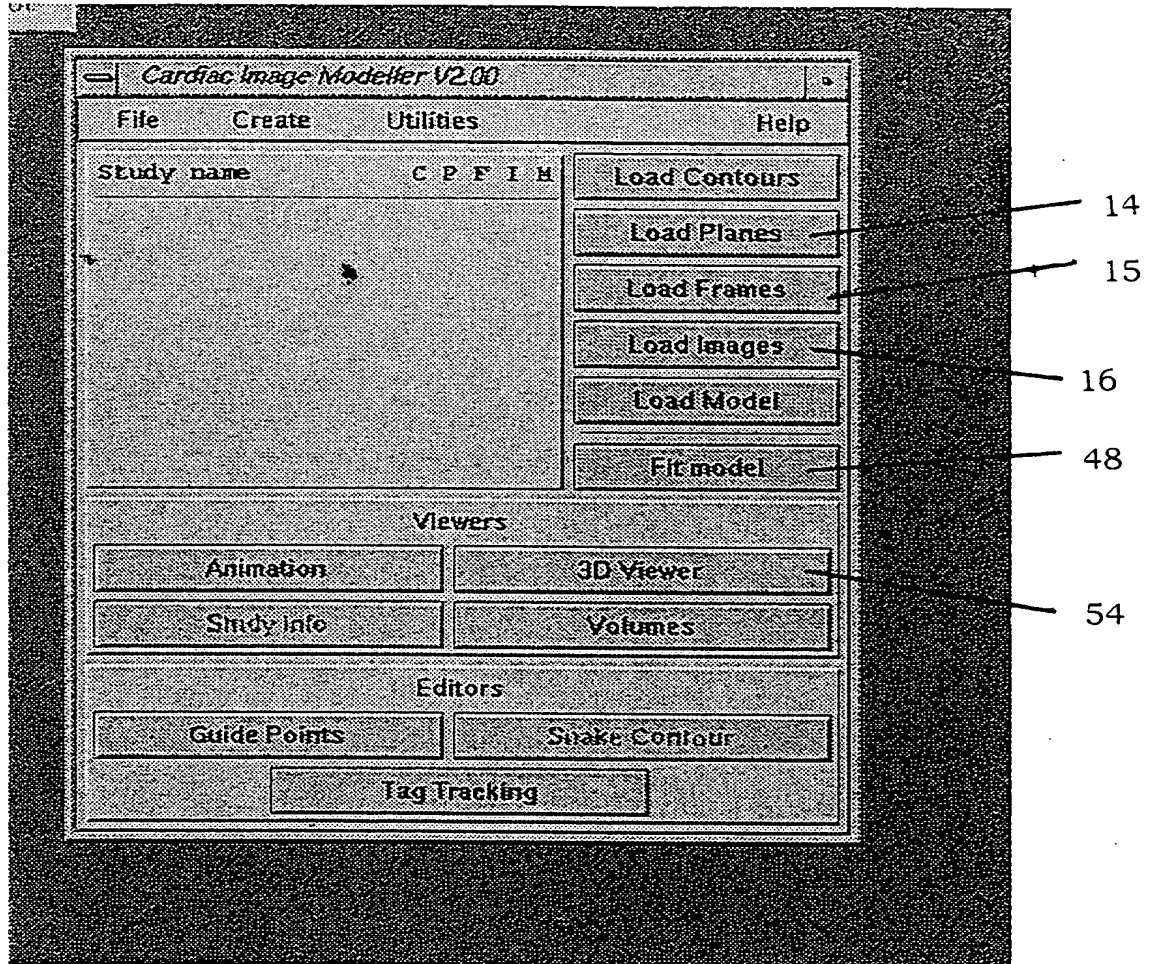 Cardiac Image Modeller V2.00
File Create Utilities Help
Study name C P F I M
Load Contours
Load Planes
14
Load Frames
15
Load Images
16
Load Model
Fit model
48
Viewers
Animation 3D Viewer
54
Study Info Volumes
Editors
Guide Points Snake Contour
Tag Tracking